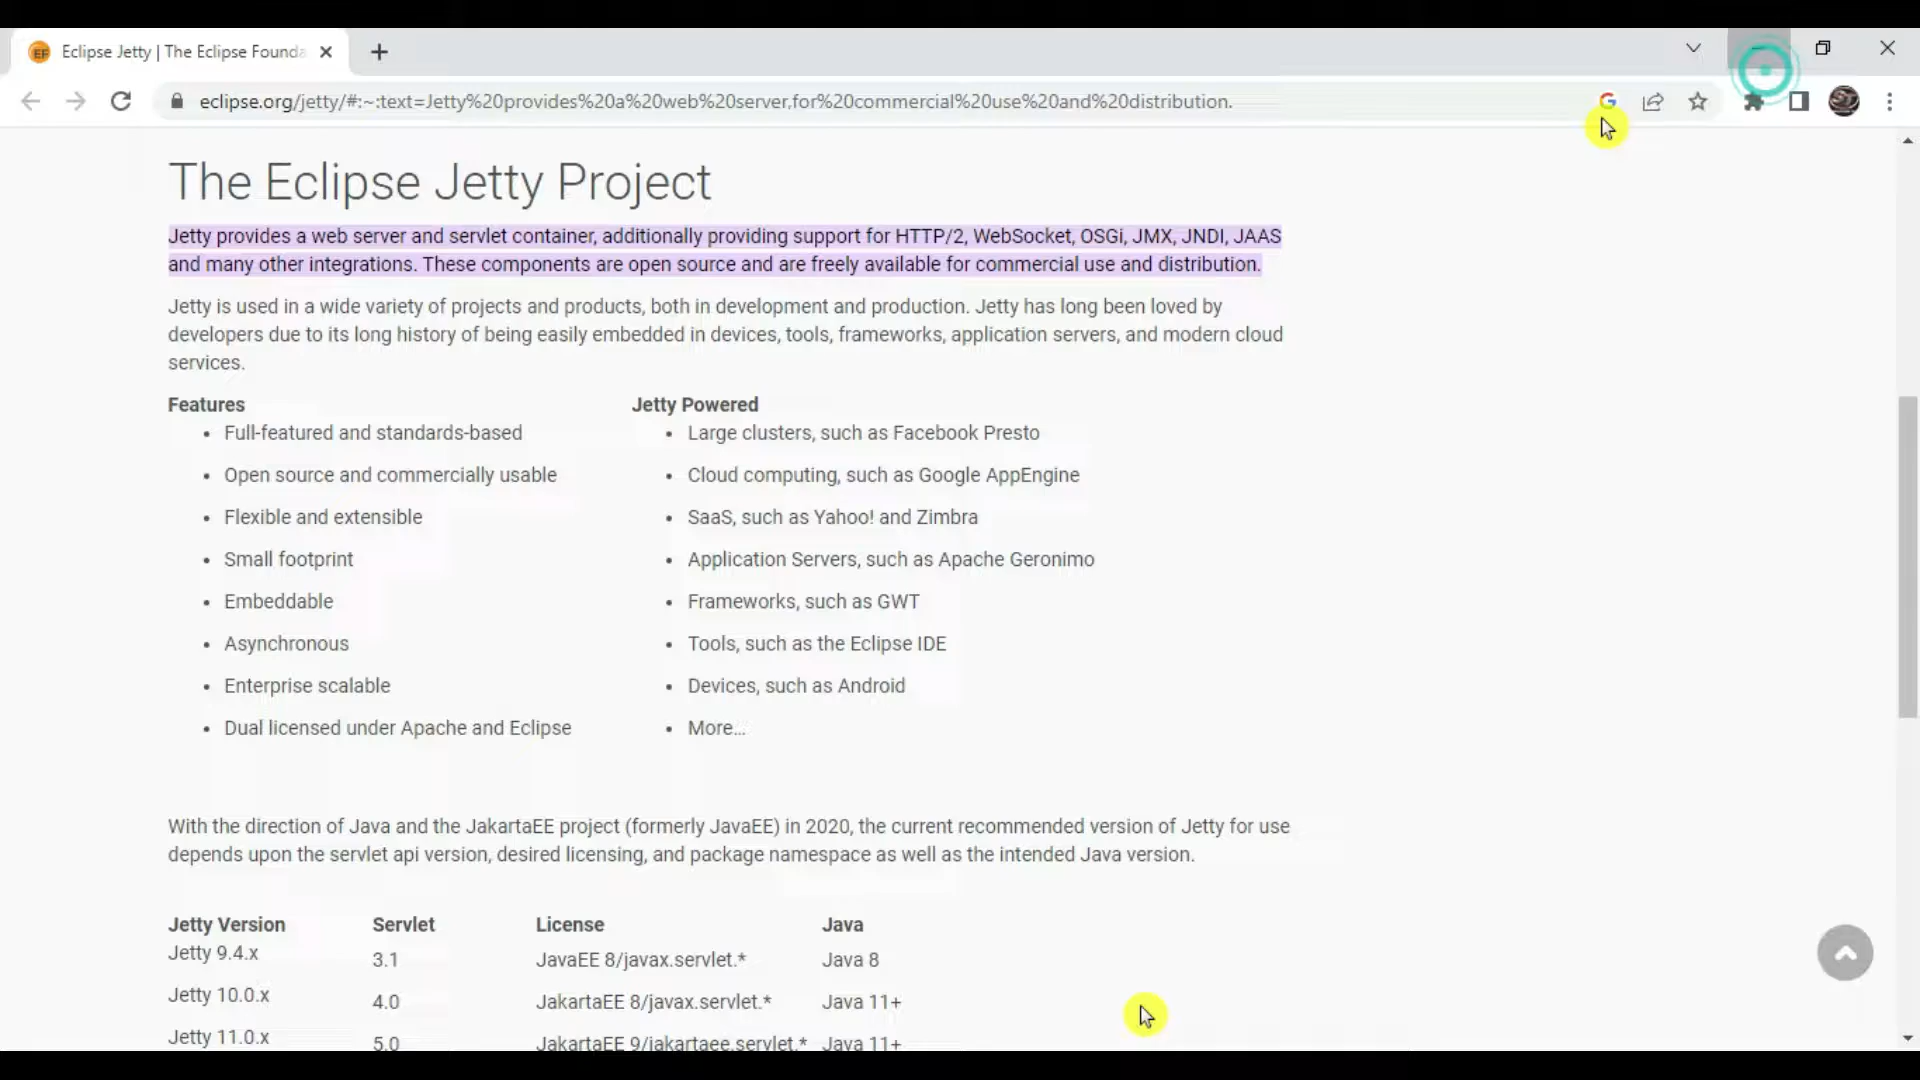 Eclipse Jetty | The Eclipse Founda
eclipse.org/jetty/#:~:text=Jetty%20provides%20a%20web%20server,for%20commercial%20use%20and%20distribution.
The Eclipse Jetty Project
Jetty provides a web server and servlet container, additionally providing support for HTTP/2, WebSocket, OSGi, JMX, JNDI, JAAS
and many other integrations. These components are open source and are freely available for commercial use and distribution.
Jetty is used in a wide variety of projects and products, both in development and production. Jetty has long been loved by
developers due to its long history of being easily embedded in devices, tools, frameworks, application servers, and modern cloud
services.
Features
• Full-featured and standards-based
• Open source and commercially usable
• Flexible and extensible
• Small footprint
• Embeddable
• Asynchronous
• Enterprise scalable
• Dual licensed under Apache and Eclipse
Jetty Powered
• Large clusters, such as Facebook Presto
• Cloud computing, such as Google AppEngine
• SaaS, such as Yahoo! and Zimbra
• Application Servers, such as Apache Geronimo
• Frameworks, such as GWT
• Tools, such as the Eclipse IDE
• Devices, such as Android
• More...
With the direction of Java and the JakartaEE project (formerly JavaEE) in 2020, the current recommended version of Jetty for use
depends upon the servlet api version, desired licensing, and package namespace as well as the intended Java version.
Jetty Version Servlet License Java
Jetty 9.4.x 3.1 JavaEE 8/javax.servlet.* Java 8
Jetty 10.0.x 4.0 JakartaEE 8/javax.servlet.* Java 11+
Jetty 11.0.x 5.0 JakartaEE 9/jakartaee.servlet.* Java 11+